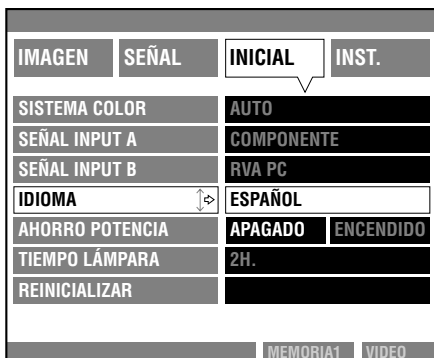 IMAGEN SEÑAL INICIAL INST.
SISTEMA COLOR AUTO
SEÑAL INPUT A COMPONENTE
SEÑAL INPUT B RVA PC
IDIOMA ESPAÑOL
AHORRO POTENCIA APAGADO ENCENDIDO
TIEMPO LÁMPARA 2H.
REINICIALIZAR
MEMORIA1 VIDEO